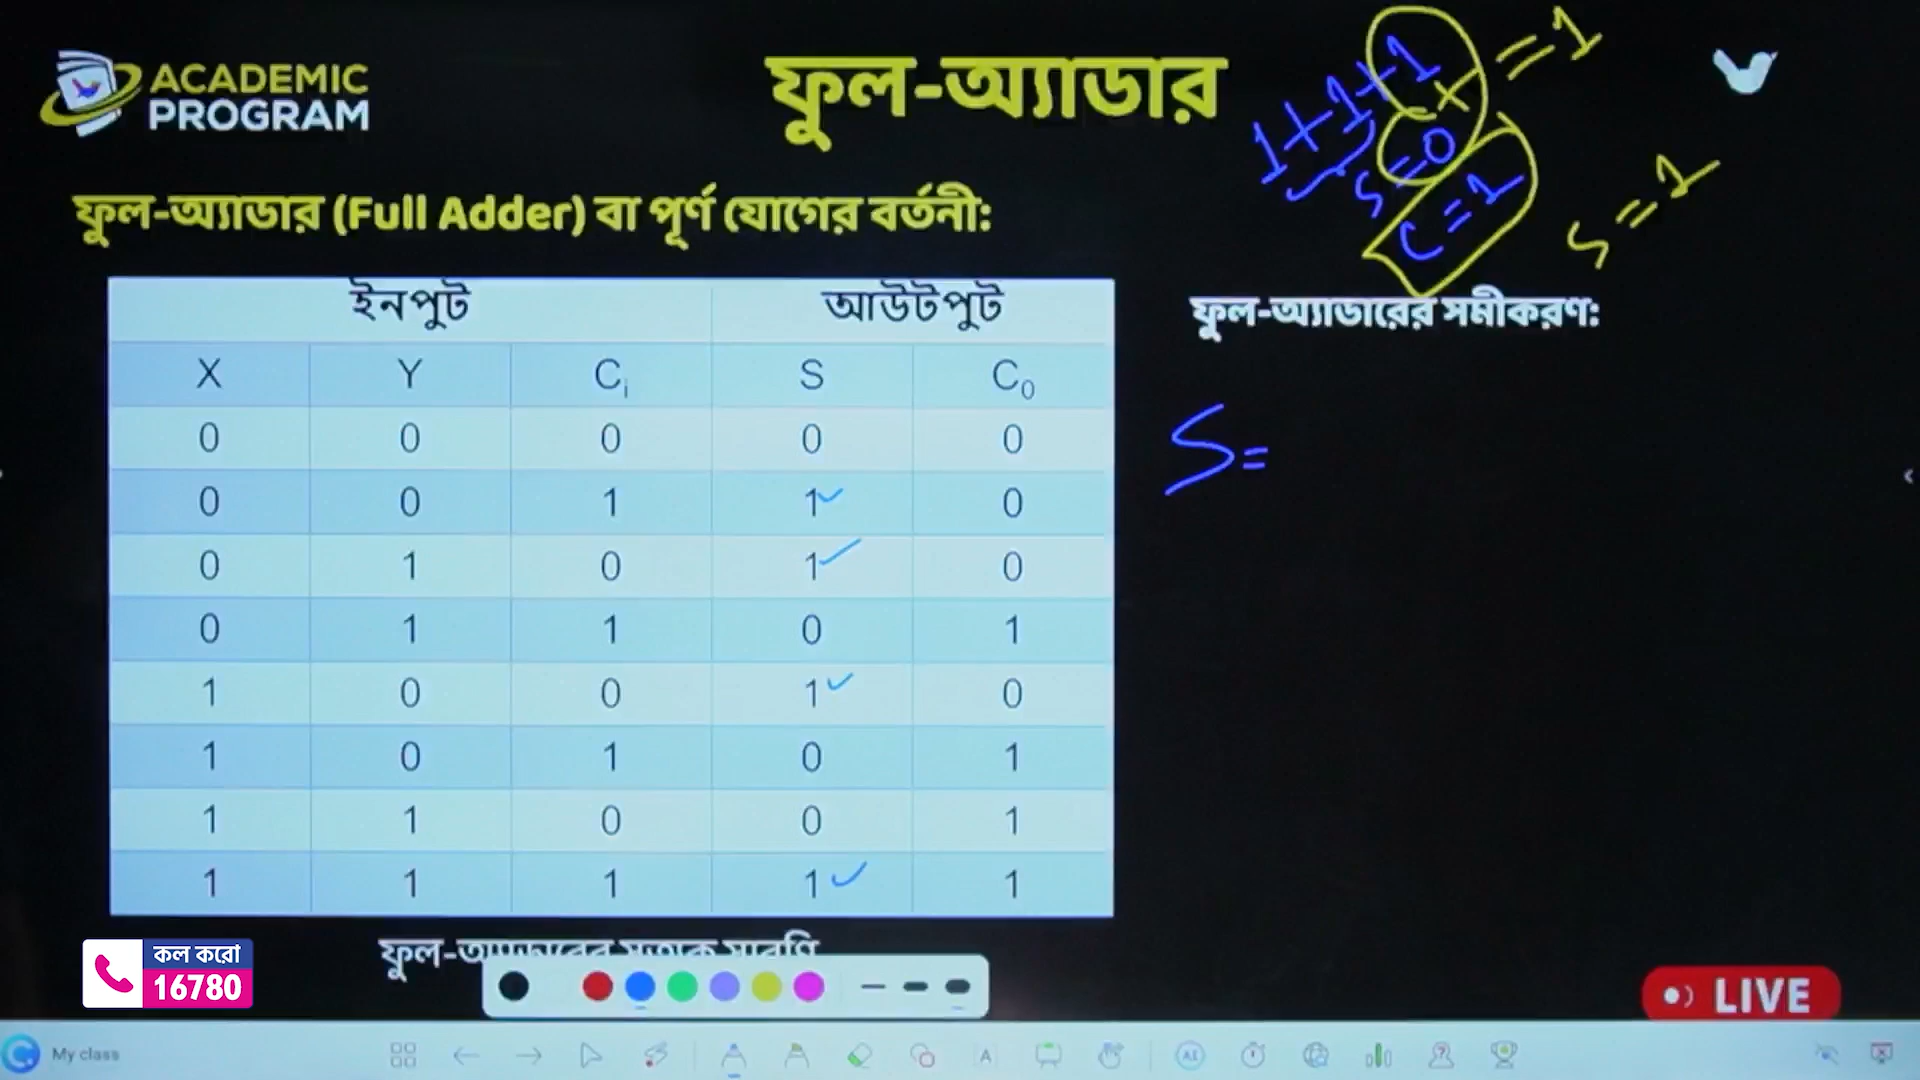 ACADEMIC
PROGRAM
ফুল-অ্যাডার
1+1+1 = 1
S=0
C=1
S=1
ফুল-অ্যাডার (Full Adder) বা পূর্ণ যোগের বর্তনী:
ইনপুট আউটপুট
X Y Ci S C0
0 0 0 0 0
0 0 1 1 0
0 1 0 1 0
0 1 1 0 1
1 0 0 1 0
1 0 1 0 1
1 1 0 0 1
1 1 1 1 1
ফুল-অ্যাডারের সমীকরণ:
S=
ফুল-অ্যাডারের সত্যক সারণি
কল করো
16780
LIVE
My class